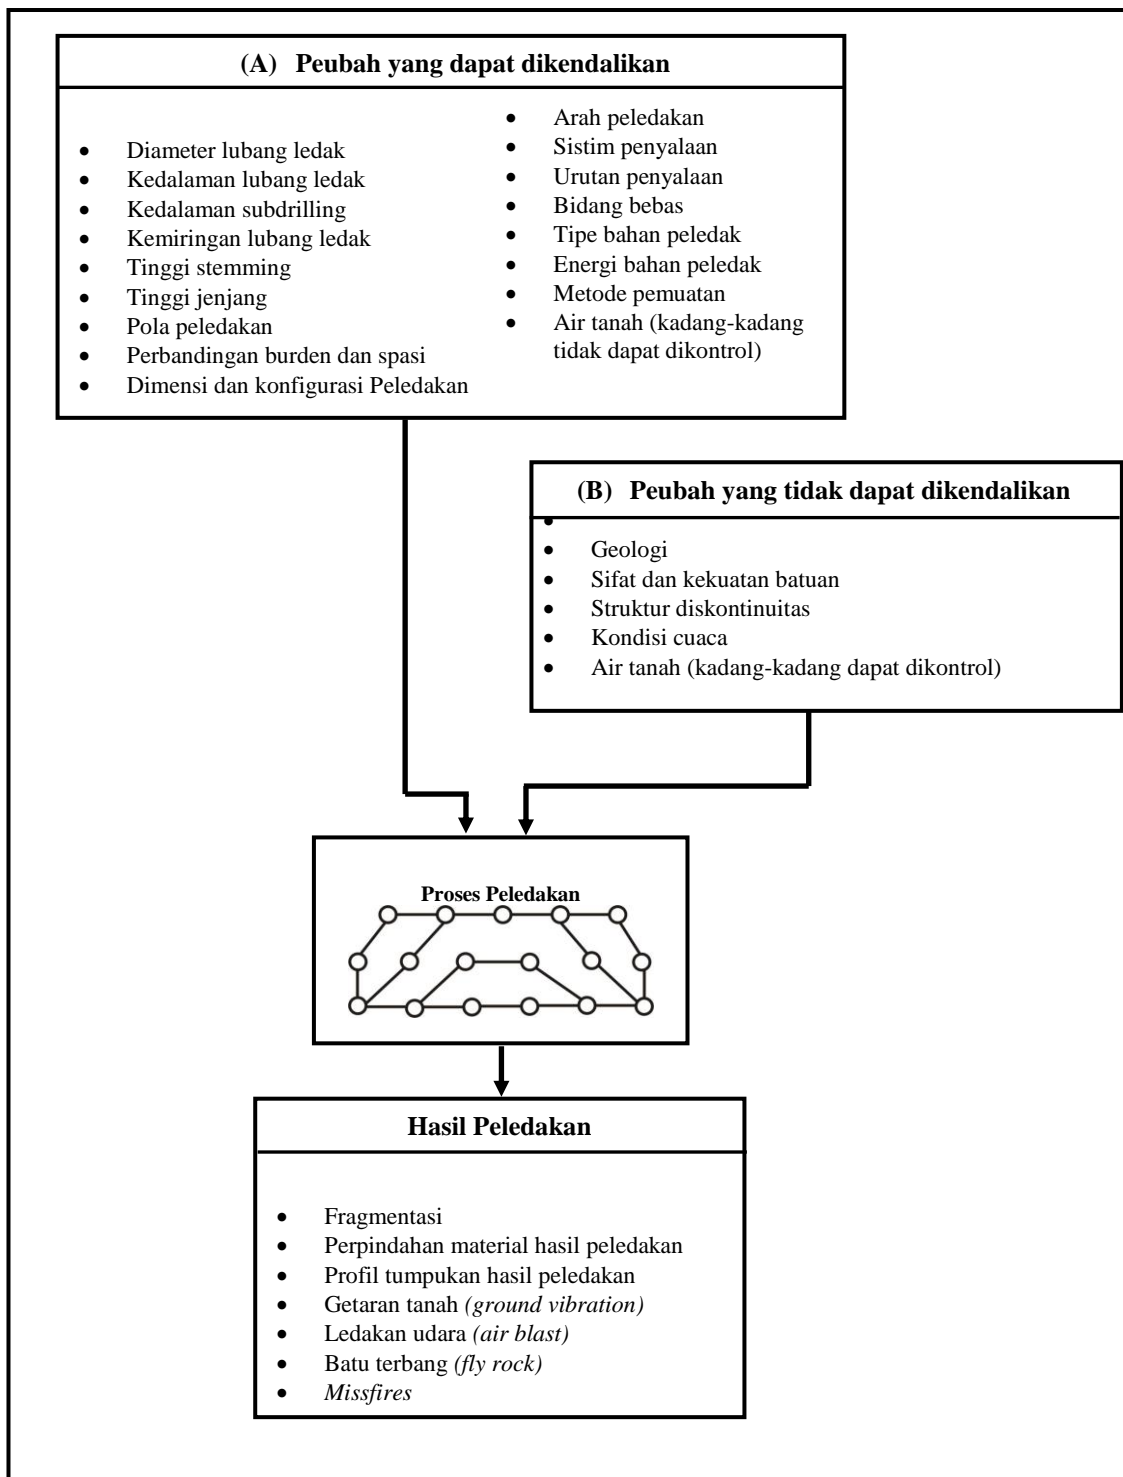 (A) Peubah yang dapat dikendalikan
• Diameter lubang ledak
• Kedalaman lubang ledak
• Kedalaman subdrilling
• Kemiringan lubang ledak
• Tinggi stemming
• Tinggi jenjang
• Pola peledakan
• Perbandingan burden dan spasi
• Dimensi dan konfigurasi Peledakan
• Arah peledakan
• Sistim penyalaan
• Urutan penyalaan
• Bidang bebas
• Tipe bahan peledak
• Energi bahan peledak
• Metode pemuatan
• Air tanah (kadang-kadang
tidak dapat dikontrol)
(B) Peubah yang tidak dapat dikendalikan
•
• Geologi
• Sifat dan kekuatan batuan
• Struktur diskontinuitas
• Kondisi cuaca
• Air tanah (kadang-kadang dapat dikontrol)
Proses Peledakan
Hasil Peledakan
• Fragmentasi
• Perpindahan material hasil peledakan
• Profil tumpukan hasil peledakan
• Getaran tanah (ground vibration)
• Ledakan udara (air blast)
• Batu terbang (fly rock)
• Missfires